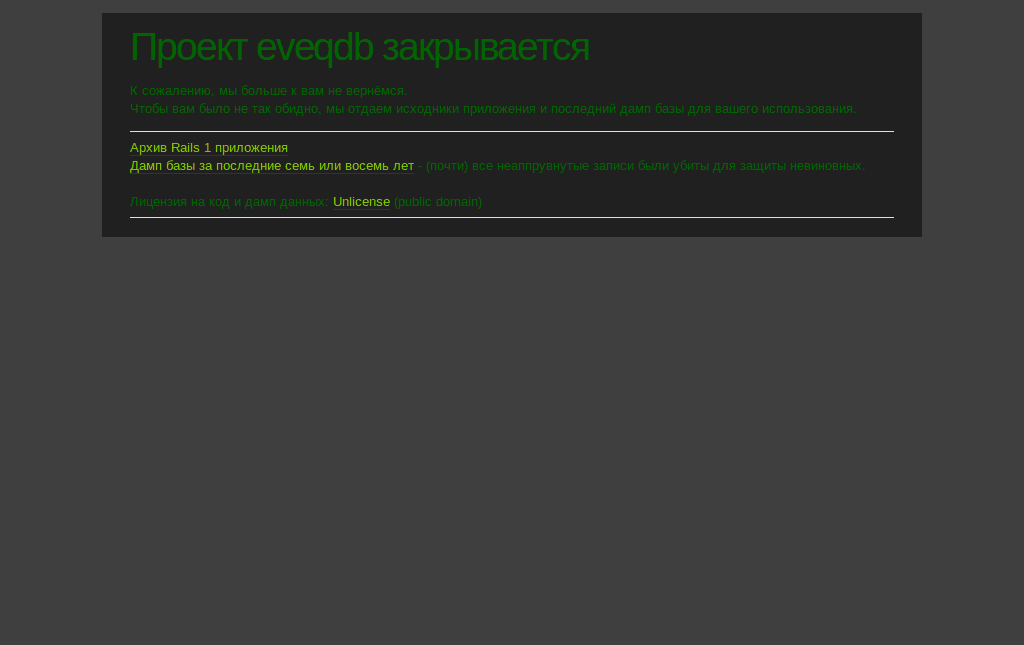 Проект eveqdb закрывается
К сожалению, мы больше к вам не вернёмся.
Чтобы вам было не так обидно, мы отдаем исходники приложения и последний дамп базы для вашего использования.
Архив Rails 1 приложения
Дамп базы за последние семь или восемь лет - (почти) все неаппрувнутые записи были убиты для защиты невиновных.
Лицензия на код и дамп данных: Unlicense (public domain)